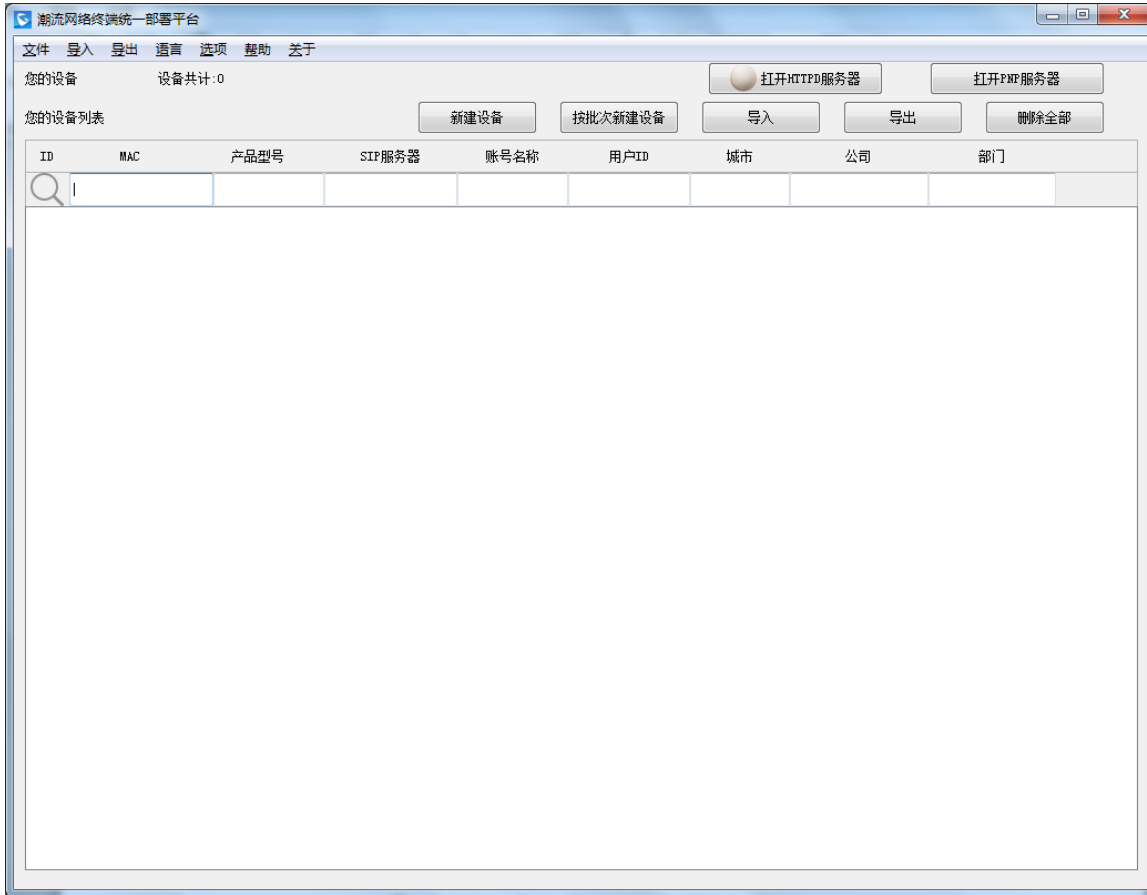 潮流网络终端统一部署平台
文件 导入 导出 语言 选项 帮助 关于
您的设备 设备共计:0 打开HTTPD服务器 打开PNP服务器
您的设备列表 新建设备 按批次新建设备 导入 导出 删除全部
ID MAC 产品型号 SIP服务器 账号名称 用户ID 城市 公司 部门